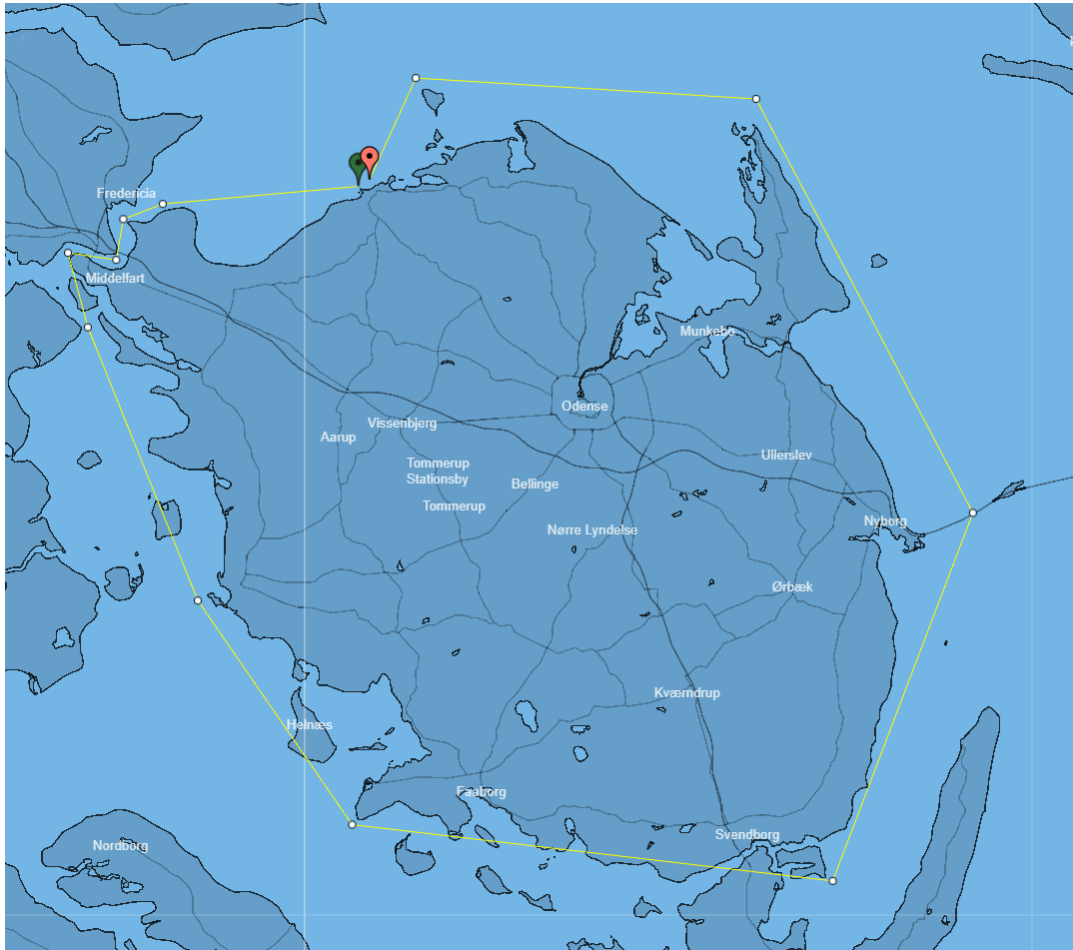 Fredericia
Middelfart
Munkebo
Odense
Vissenbjerg
Aarup
Ullerslev
Tommerup
Stationsby
Bellinge
Tommerup
Nyborg
Nørre Lyndelse
Ørbæk
Kværndrup
Helnæs
Faaborg
Svendborg
Nordborg